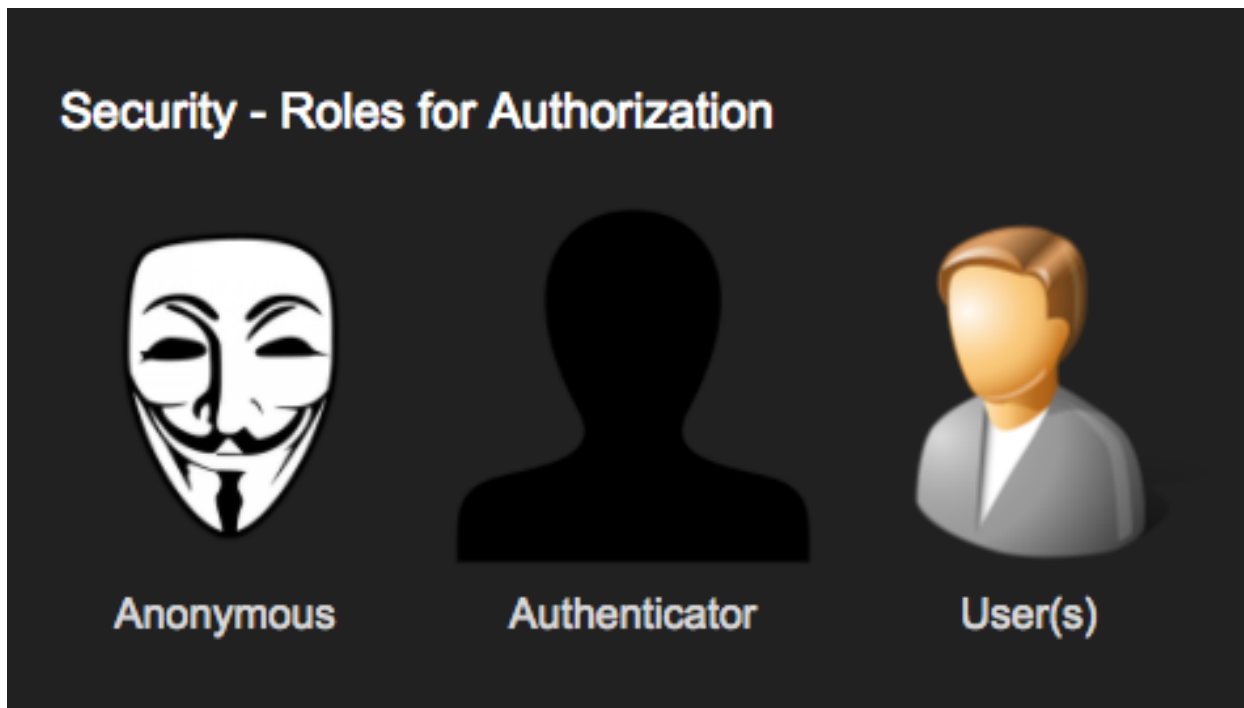 Security - Roles for Authorization
Anonymous
Authenticator
User(s)